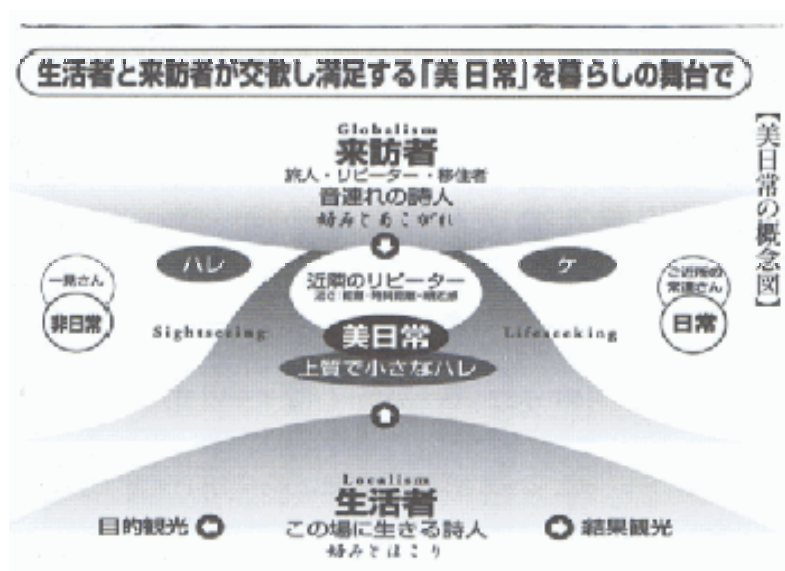 生活者と来訪者が交歓し満足する「美日常」を暮らしの舞台で
【美日常の概念図】
Globalism
来訪者
旅人・リピーター・移住者
音連れの詩人
好みとあこがれ
ハレ
ケ
一見さん
非日常
近隣のリピーター
ご近所の
常連さん
日常
Sightseeing
美日常
Lifeseeking
上質で小さなハレ
Localism
生活者
目的観光
この場に生きる詩人
結果観光
好みとほこり